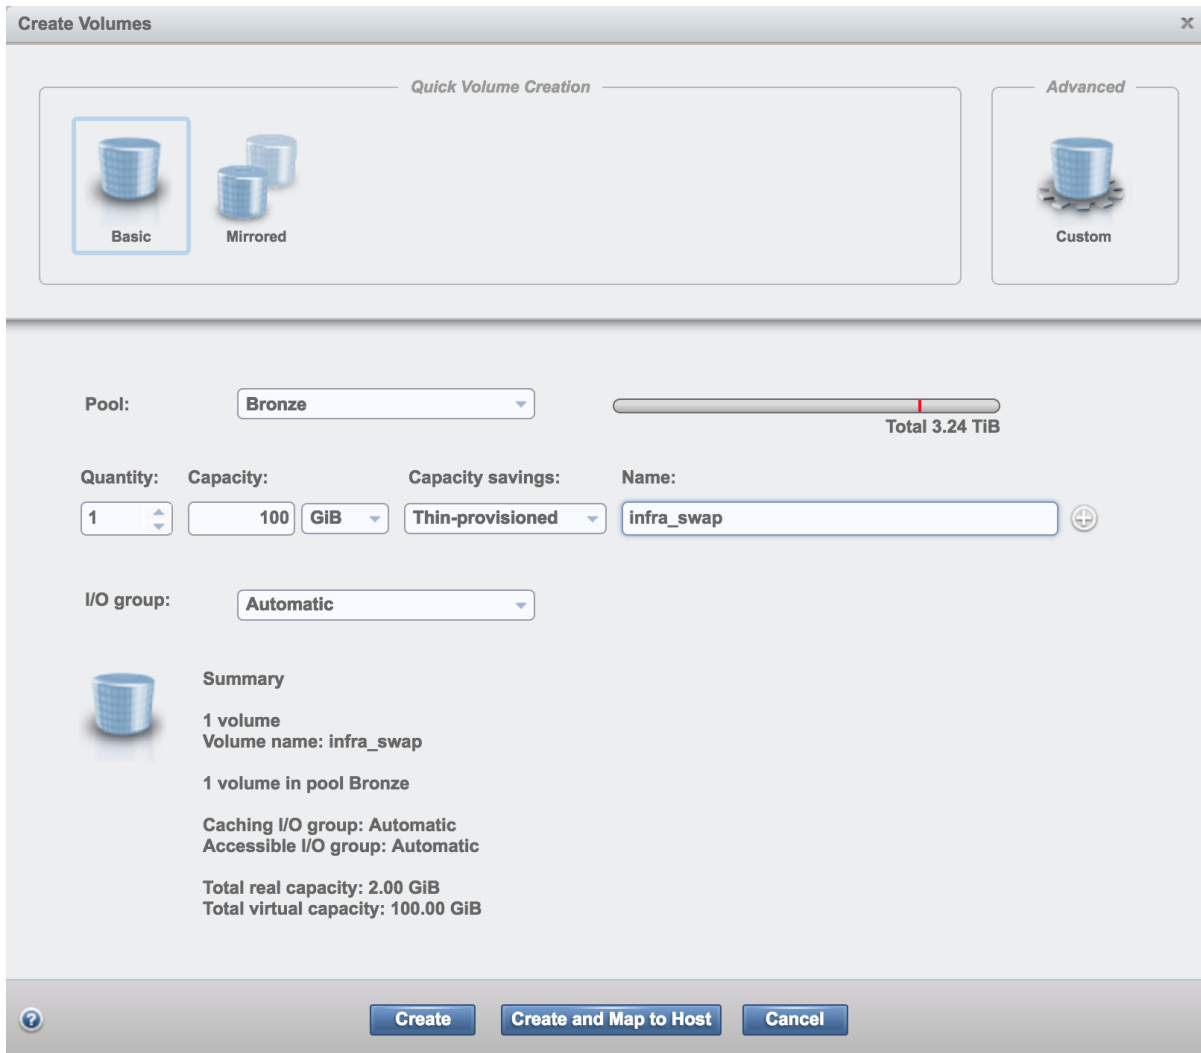 Create Volumes
Quick Volume Creation
Advanced
Basic
Mirrored
Custom
Pool:
Bronze
Total 3.24 TiB
Quantity: Capacity: Capacity savings: Name:
1 100 GiB Thin-provisioned infra_swap
I/O group:
Automatic
Summary
1 volume
Volume name: infra_swap
1 volume in pool Bronze
Caching I/O group: Automatic
Accessible I/O group: Automatic
Total real capacity: 2.00 GiB
Total virtual capacity: 100.00 GiB
Create
Create and Map to Host
Cancel